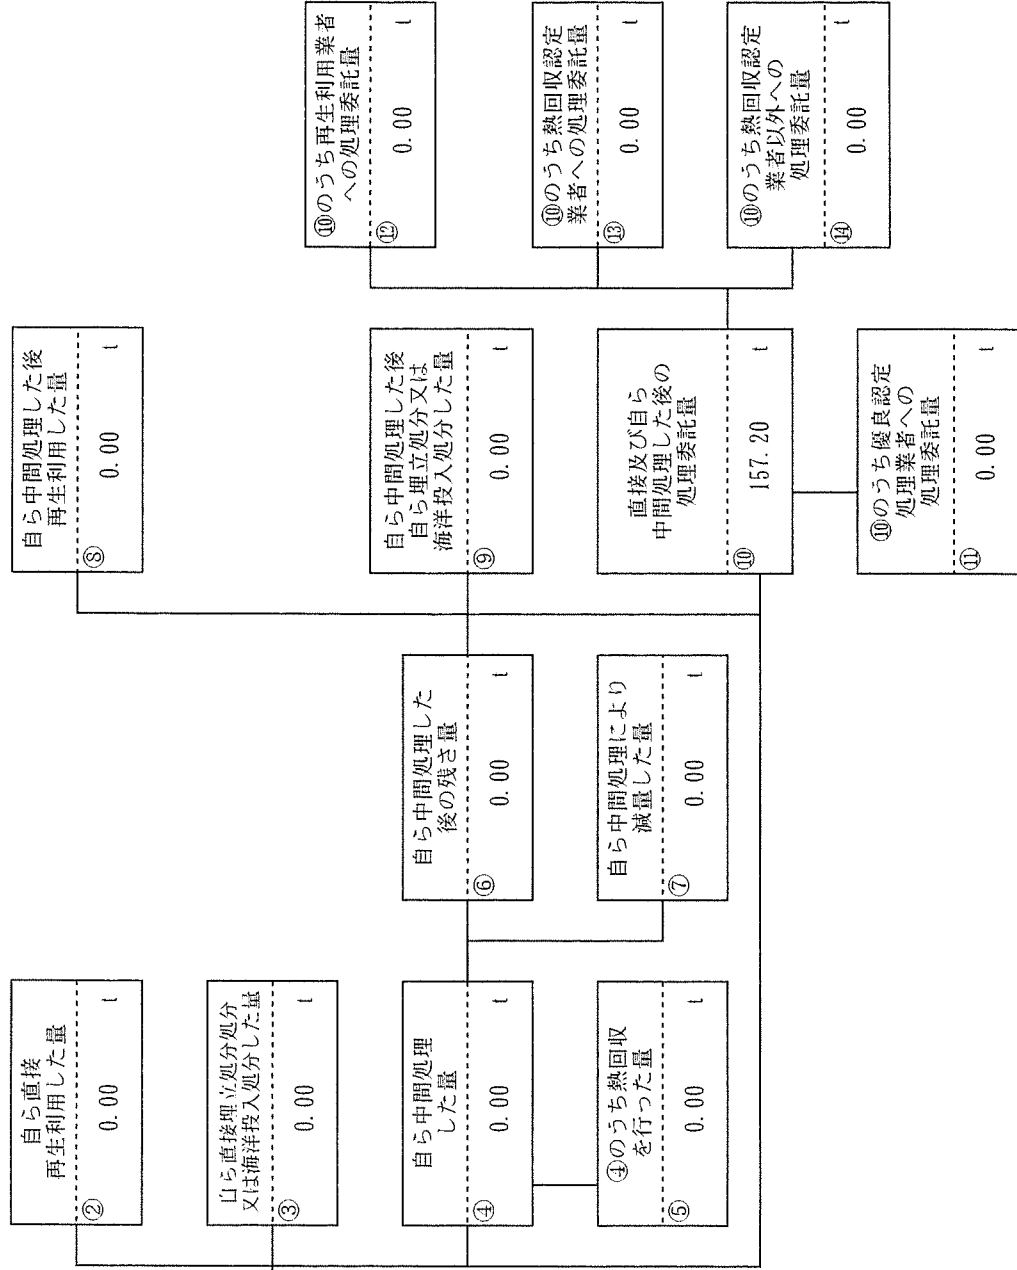 自ら直接
再生利用した量
② 0.00 t
自ら直接埋立処分処分
又は海洋投入処分した量
③ 0.00 t
自ら中間処理
した量
④ 0.00 t
④のうち熱回収
を行った量
⑤ 0.00 t
自ら中間処理した
後の残さ量
⑥ 0.00 t
自ら中間処理により
減量した量
⑦ 0.00 t
自ら中間処理した後
再生利用した量
⑧ 0.00 t
自ら中間処理した後
自ら埋立処分又は
海洋投入処分した量
⑨ 0.00 t
直接及び自ら
中間処理した後の
処理委託量
⑩ 157.20 t
⑩のうち優良認定
処理業者への
処理委託量
⑪ 0.00 t
⑩のうち再生利用業者
への処理委託量
⑫ 0.00 t
⑩のうち熱回収認定
業者への処理委託量
⑬ 0.00 t
⑩のうち熱回収認定
業者以外への
処理委託量
⑭ 0.00 t